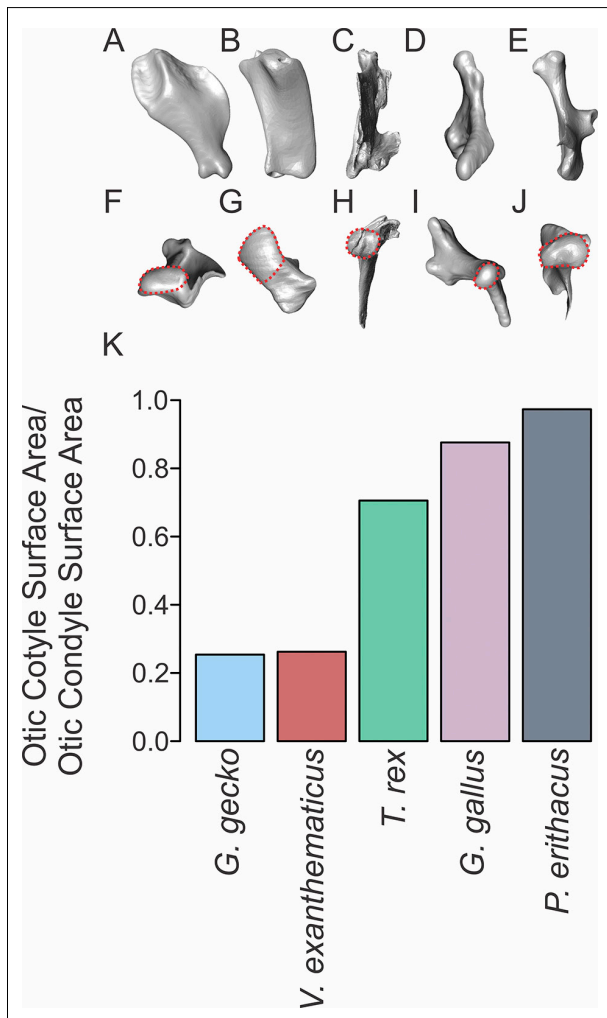 A B C D E
F G H I J
K
Otic Cotyle Surface Area/
Otic Condyle Surface Area
1.0
0.8
0.6
0.4
0.2
0.0
G. gecko
V. exanthematicus
T. rex
G. gallus
P. erithacus